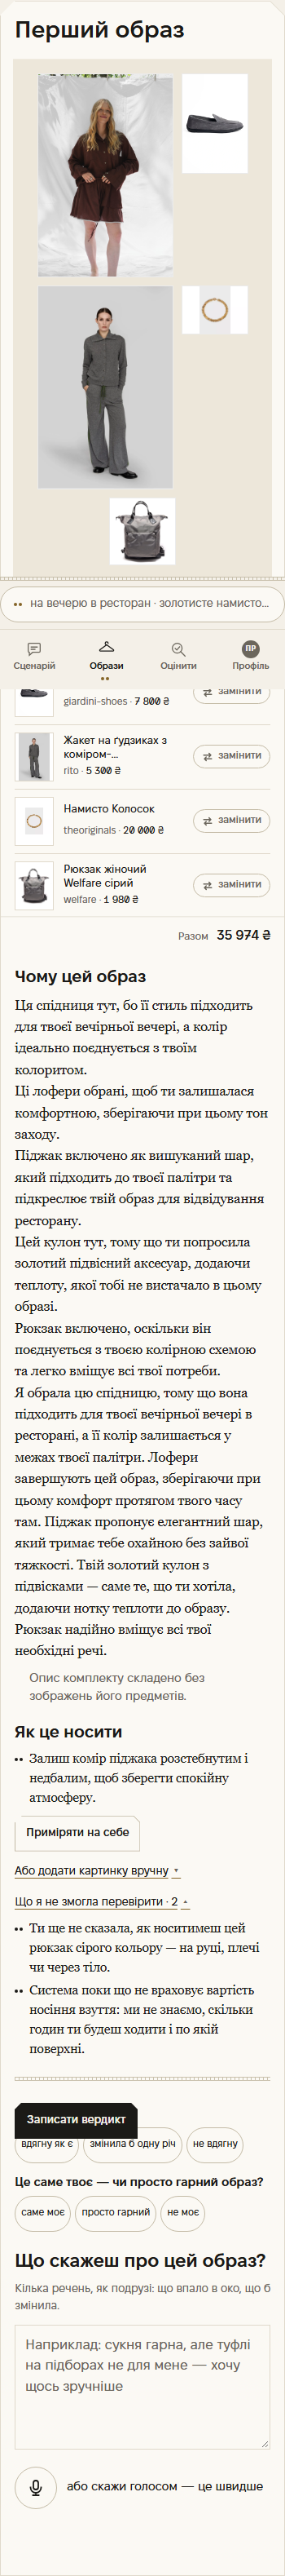 Перший образ
на вечерю в ресторан · золотисте намисто...
Сценарій
Образи
Оцінити
ПР
Профіль
giardini-shoes · 7 800 ₴
замінити
Жакет на ґудзиках з
коміром-...
rito · 5 300 ₴
замінити
Намисто Колосок
theoriginals · 20 000 ₴
замінити
Рюкзак жіночий
Welfare сірий
welfare · 1 980 ₴
замінити
Разом 35 974 ₴
Чому цей образ
Ця спідниця тут, бо її стиль підходить
для твоєї вечірньої вечері, а колір
ідеально поєднується з твоїм
колоритом.
Ці лофери обрані, щоб ти залишалася
комфортною, зберігаючи при цьому тон
заходу.
Піджак включено як вишуканий шар,
який підходить до твоєї палітри та
підкреслює твій образ для відвідування
ресторану.
Цей кулон тут, тому що ти попросила
золотий підвісний аксесуар, додаючи
теплоту, якої тобі не вистачало в цьому
образі.
Рюкзак включено, оскільки він
поєднується з твоєю колірною схемою
та легко вміщує всі твої потреби.
Я обрала цю спідницю, тому що вона
підходить для твоєї вечірньої вечері в
ресторані, а її колір залишається у
межах твоєї палітри. Лофери
завершують цей образ, зберігаючи при
цьому комфорт протягом твого часу
там. Піджак пропонує елегантний шар,
який тримає тебе охайною без зайвої
тяжкості. Твій золотий кулон з
підвісками — саме те, що ти хотіла,
додаючи нотку теплоти до образу.
Рюкзак надійно вміщує всі твої
необхідні речі.
Опис комплекту складено без
зображень його предметів.
Як це носити
Залиш комір піджака розстебнутим і
недбалим, щоб зберегти спокійну
атмосферу.
Приміряти на себе
Або додати картинку вручну
Що я не змогла перевірити · 2
Ти ще не сказала, як носитимеш цей
рюкзак сірого кольору — на руці, плечі
чи через тіло.
Система поки що не враховує вартість
носіння взуття: ми не знаємо, скільки
годин ти будеш ходити і по якій
поверхні.
Записати вердикт
вдягну як є
змінила б одну річ
не вдягну
Це саме твоє — чи просто гарний образ?
саме моє
просто гарний
не моє
Що скажеш про цей образ?
Кілька речень, як подрузі: що впало в око, що б
змінила.
Наприклад: сукня гарна, але туфлі
на підборах не для мене — хочу
щось зручніше
або скажи голосом — це швидше